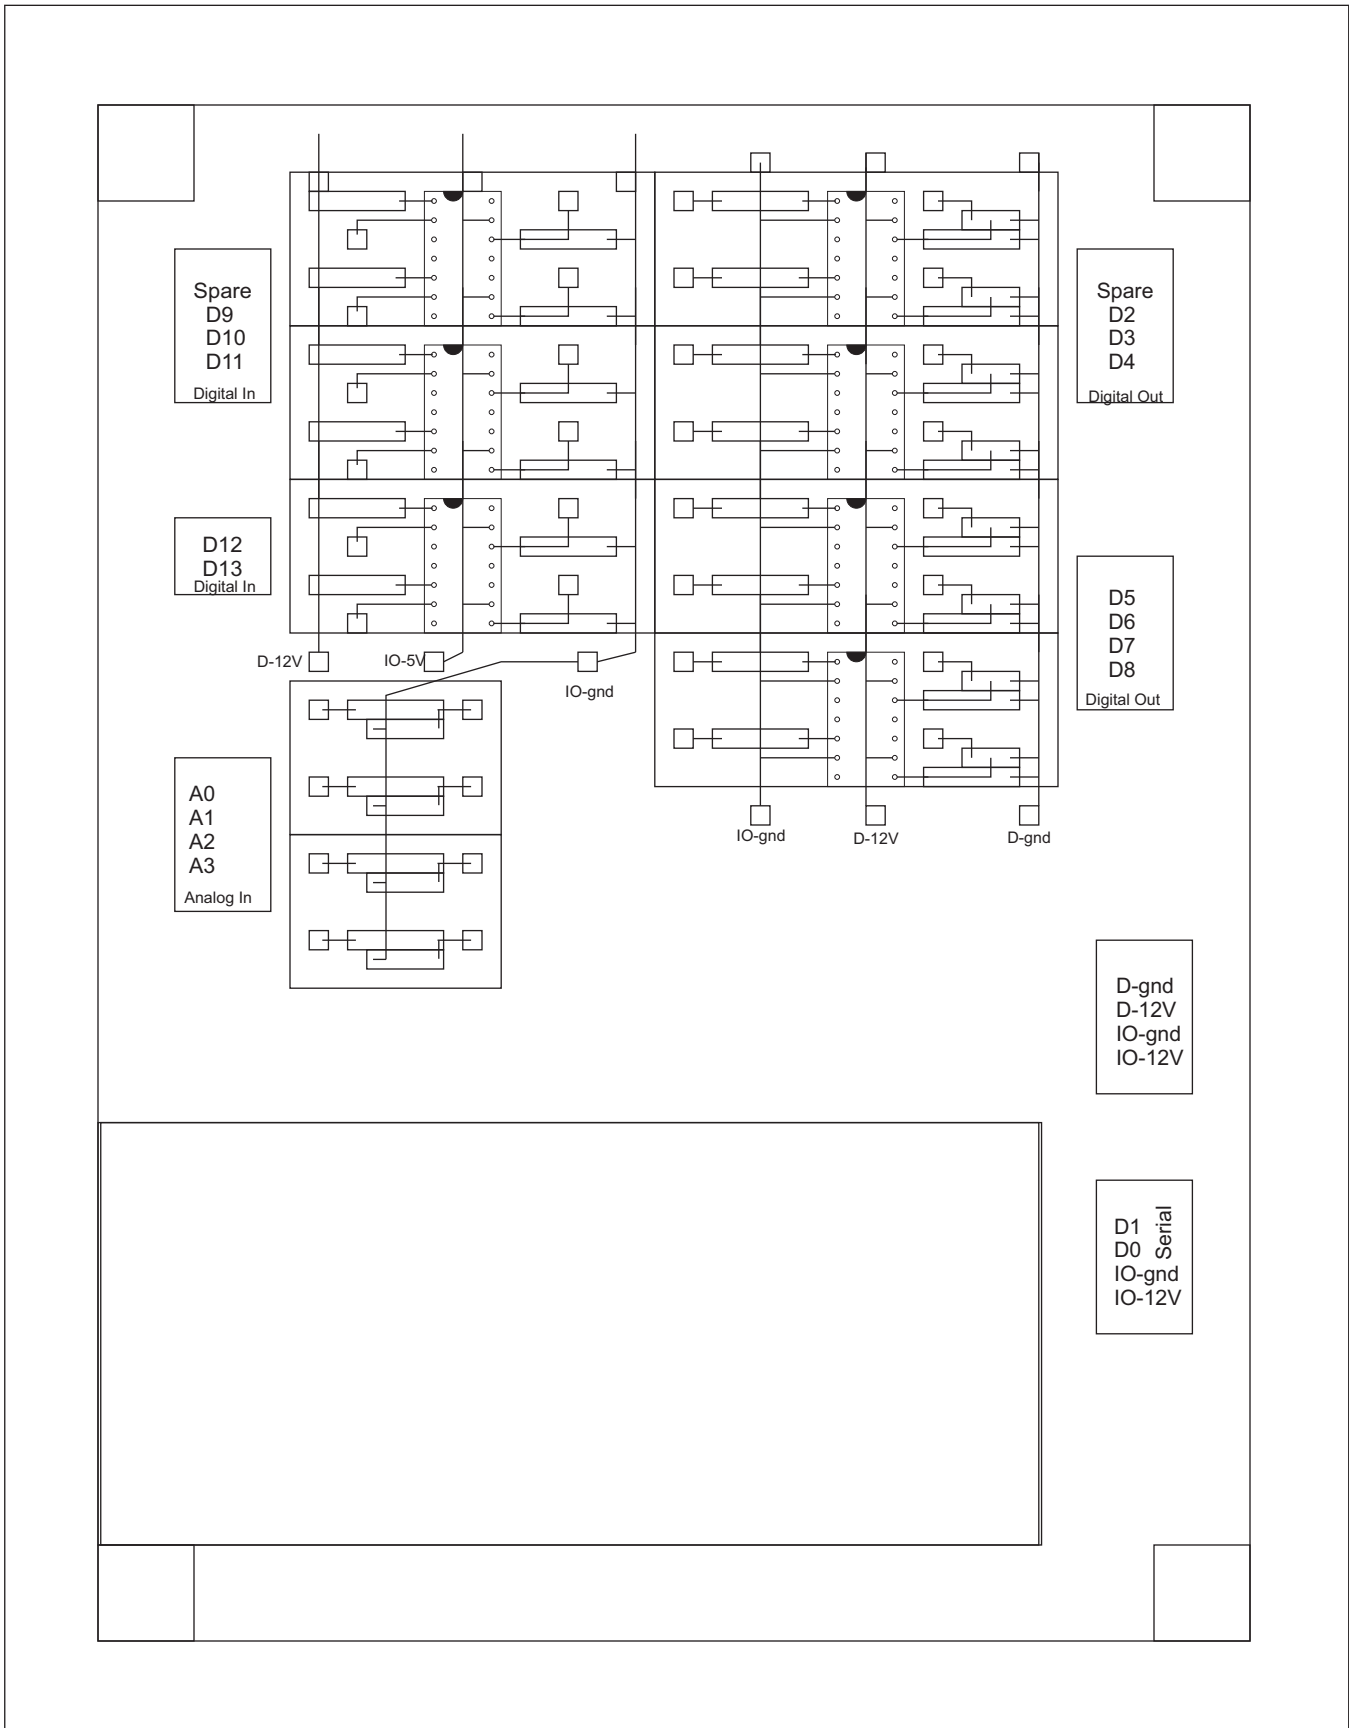 Spare
D9
D10
D11
Digital In
Spare
D2
D3
D4
Digital Out
D12
D13
Digital In
D5
D6
D7
D8
Digital Out
D-12V
IO-5V
IO-gnd
A0
A1
A2
A3
Analog In
IO-gnd
D-12V
D-gnd
D-gnd
D-12V
IO-gnd
IO-12V
D1
D0
IO-gnd
IO-12V
Serial